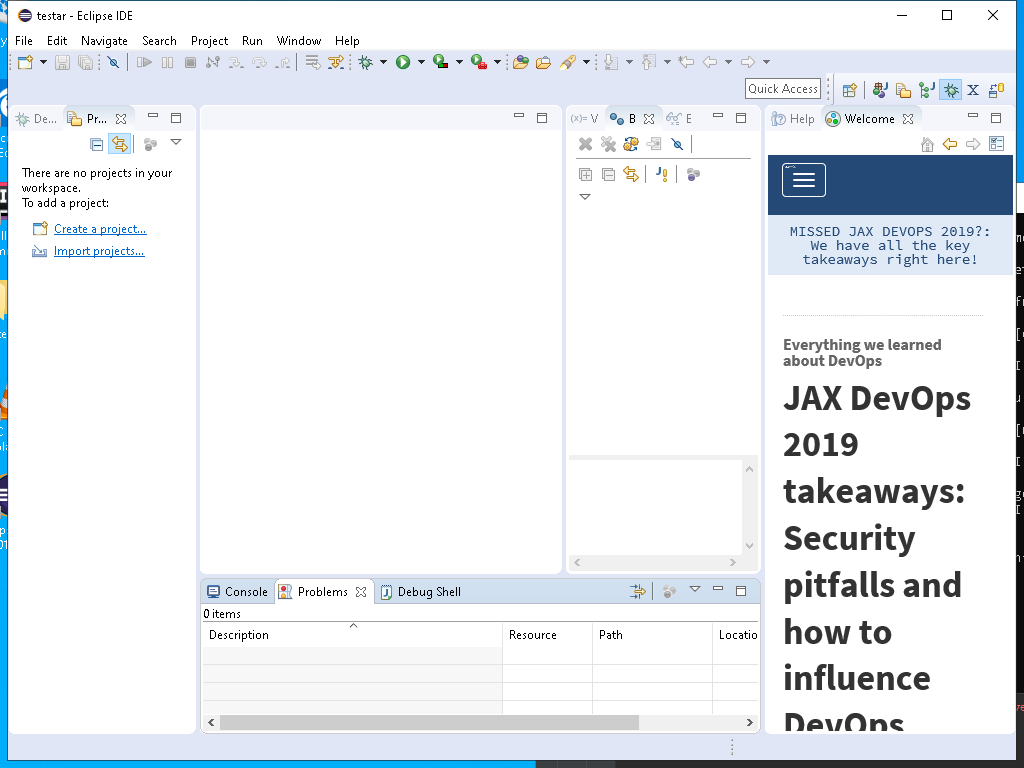 testar - Eclipse IDE
File Edit Navigate Search Project Run Window Help
Quick Access
De... Pr...
(x)= V B E
Help Welcome
There are no projects in your
workspace.
To add a project:
Create a project...
Import projects...
MISSED JAX DEVOPS 2019?:
We have all the key
takeaways right here!
Everything we learned
about DevOps
JAX DevOps
2019
takeaways:
Security
pitfalls and
how to
influence
DevOps
Console Problems Debug Shell
0 items
Description Resource Path Locatio